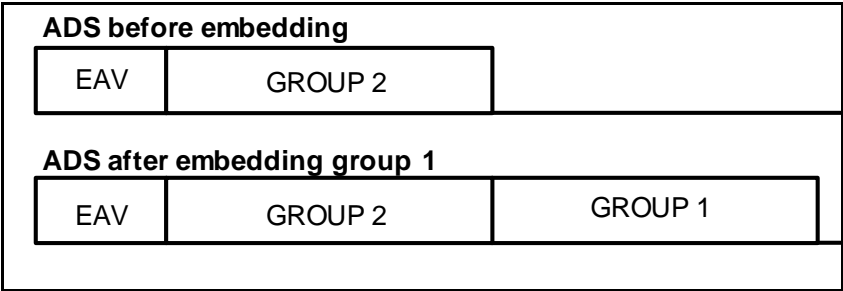 ADS before embedding
EAV GROUP 2
ADS after embedding group 1
EAV GROUP 2 GROUP 1